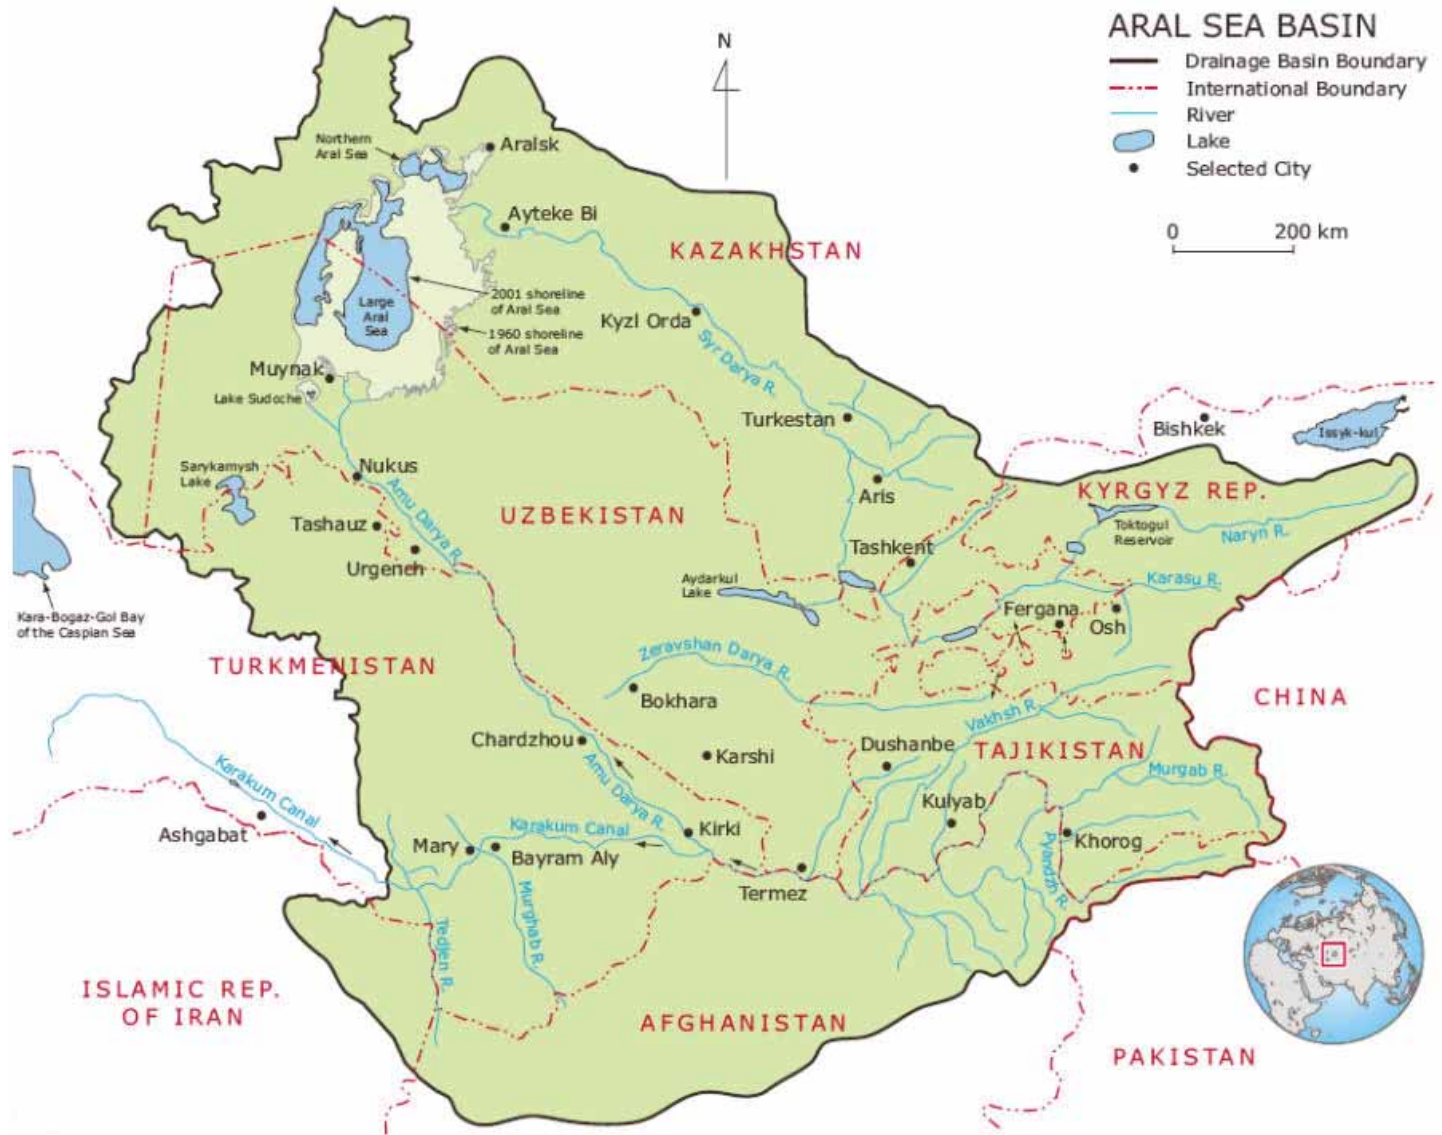 ARAL SEA BASIN
Drainage Basin Boundary
International Boundary
River
Lake
Selected City
0 200 km
N
Northern
Aral Sea
Aralsk
Ayteke Bi
KAZAKHSTAN
2001 shoreline
of Aral Sea
Large
Aral
Sea
1960 shoreline
of Aral Sea
Kyzl Orda
Syr Darya R.
Muynak
Lake Sudoche
Turkestan
Bishkek
Issyk-kul
Sarykamysh
Lake
Nukus
Amu Darya R.
Aris
KYRGYZ REP.
Toktogul
Reservoir
Naryn R.
UZBEKISTAN
Tashauz
Urgench
Tashkent
Aydarkul
Lake
Karasu R.
Fergana
Osh
Kara-Bogaz-Gol Bay
of the Caspian Sea
TURKMENISTAN
Zeravshan Darya R.
Bokhara
CHINA
Vakhsh R.
Chardzhou
Karshi
Dushanbe
TAJIKISTAN
Murgab R.
Karakum Canal
Amu Darya R.
Kulyab
Ashgabat
Mary
Karakum Canal
Bayram Aly
Kirki
Khorog
Pyandzh R.
Termez
Murghab R.
Tedjen R.
ISLAMIC REP.
OF IRAN
AFGHANISTAN
PAKISTAN